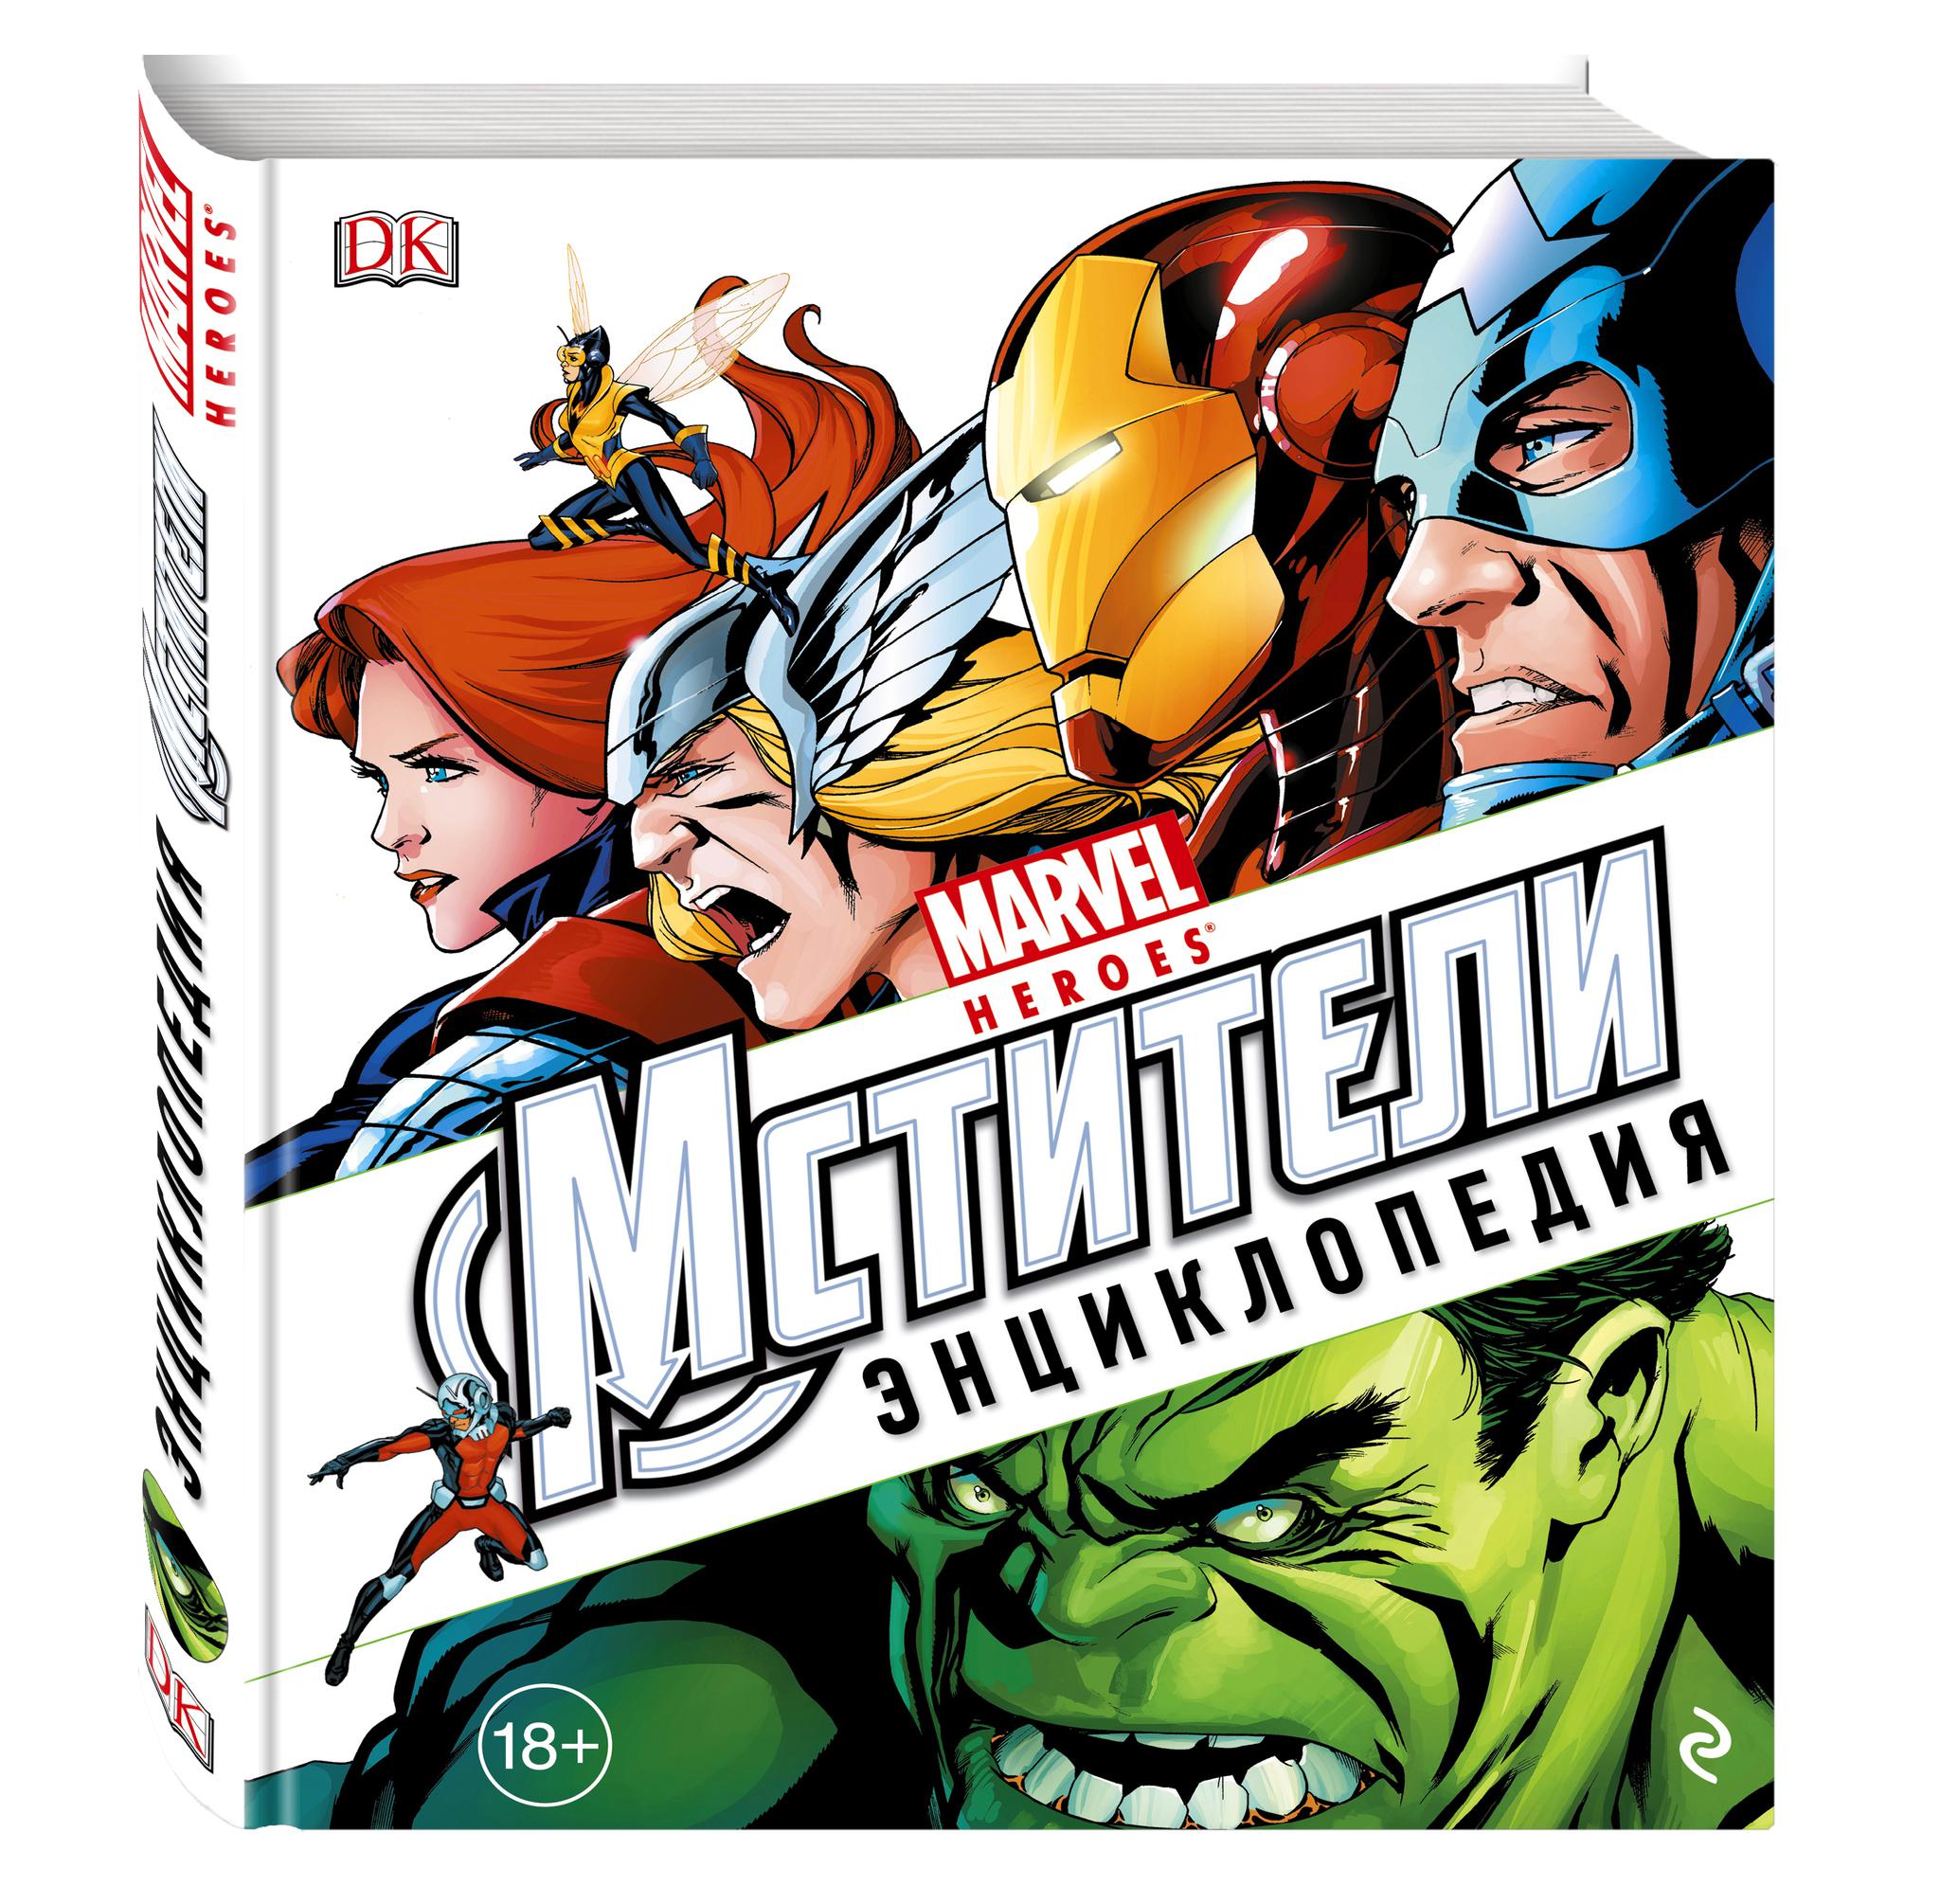 DK
MARVEL
HEROES®
Мстители
ЭНЦИКЛОПЕДИЯ
18+
MARVEL
HEROES®
Мстители
ЭНЦИКЛОПЕДИЯ
DK